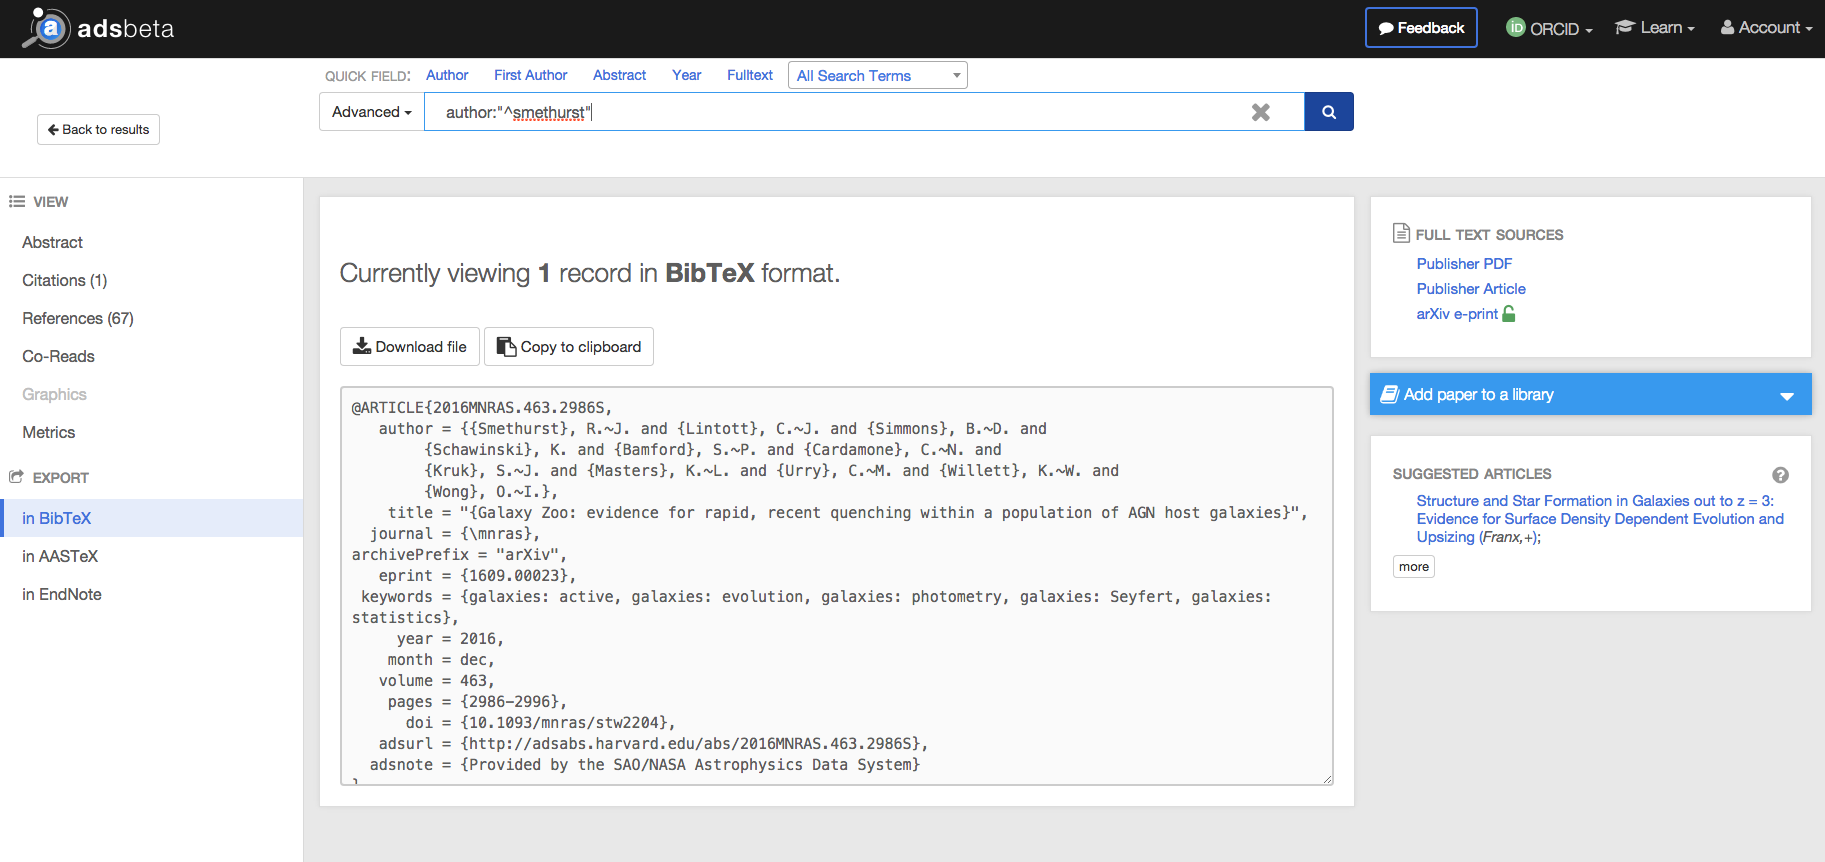 adsbeta
Feedback
iD ORCID
Learn
Account
QUICK FIELD: Author First Author Abstract Year Fulltext All Search Terms
Back to results
Advanced author:"^smethurst"
VIEW
Abstract
Citations (1)
References (67)
Co-Reads
Graphics
Metrics
EXPORT
in BibTeX
in AASTeX
in EndNote
Currently viewing 1 record in BibTeX format.
Download file Copy to clipboard
@ARTICLE{2016MNRAS.463.2986S,
author = {{Smethurst}, R.~J. and {Lintott}, C.~J. and {Simmons}, B.~D. and
{Schawinski}, K. and {Bamford}, S.~P. and {Cardamone}, C.~N. and
{Kruk}, S.~J. and {Masters}, K.~L. and {Urry}, C.~M. and {Willett}, K.~W. and
{Wong}, O.~I.},
title = "{Galaxy Zoo: evidence for rapid, recent quenching within a population of AGN host galaxies}",
journal = {\mnras},
archivePrefix = "arXiv",
eprint = {1609.00023},
keywords = {galaxies: active, galaxies: evolution, galaxies: photometry, galaxies: Seyfert, galaxies:
statistics},
year = 2016,
month = dec,
volume = 463,
pages = {2986-2996},
doi = {10.1093/mnras/stw2204},
adsurl = {http://adsabs.harvard.edu/abs/2016MNRAS.463.2986S},
adsnote = {Provided by the SAO/NASA Astrophysics Data System}
}
FULL TEXT SOURCES
Publisher PDF
Publisher Article
arXiv e-print
Add paper to a library
SUGGESTED ARTICLES
Structure and Star Formation in Galaxies out to z = 3:
Evidence for Surface Density Dependent Evolution and
Upsizing (Franx,+);
more